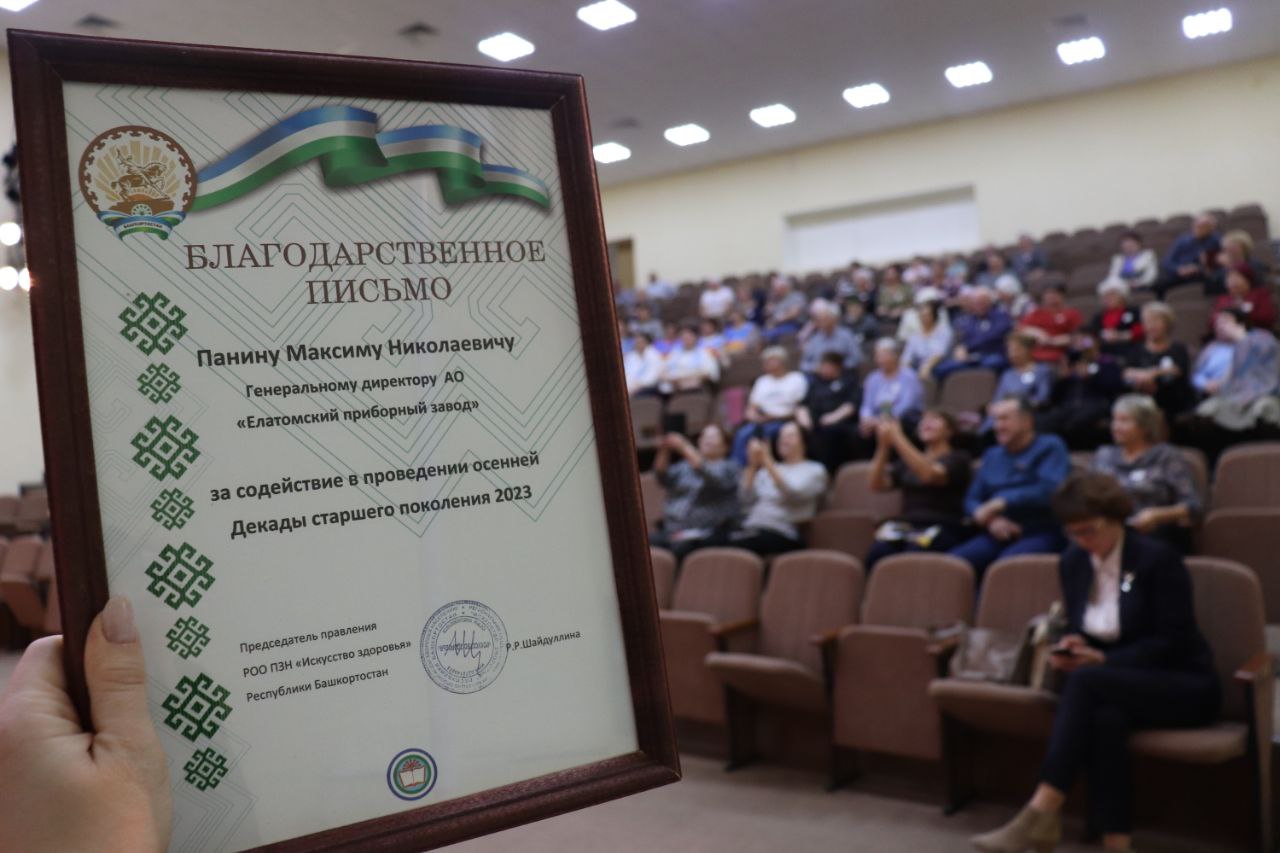 БАШКОРТОСТАН
БЛАГОДАРСТВЕННОЕ
ПИСЬМО
Панину Максиму Николаевичу
Генеральному директору АО
«Елатомский приборный завод»
за содействие в проведении осенней
Декады старшего поколения 2023
Председатель правления
РОО ПЗН «Искусство здоровья»
Республики Башкортостан
Р.Р.Шайдуллина